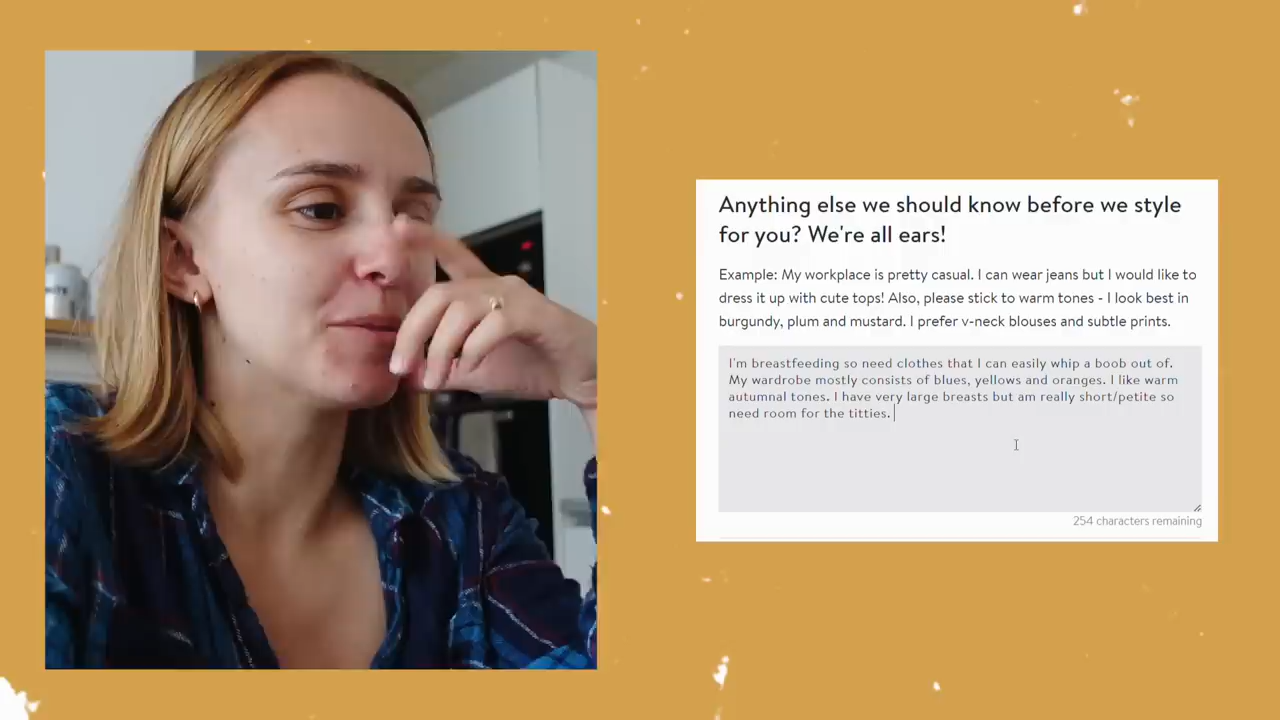 Anything else we should know before we style
for you? We're all ears!
Example: My workplace is pretty casual. I can wear jeans but I would like to
dress it up with cute tops! Also, please stick to warm tones - I look best in
burgundy, plum and mustard. I prefer v-neck blouses and subtle prints.
I'm breastfeeding so need clothes that I can easily whip a boob out of.
My wardrobe mostly consists of blues, yellows and oranges. I like warm
autumnal tones. I have very large breasts but am really short/petite so
need room for the titties.
254 characters remaining